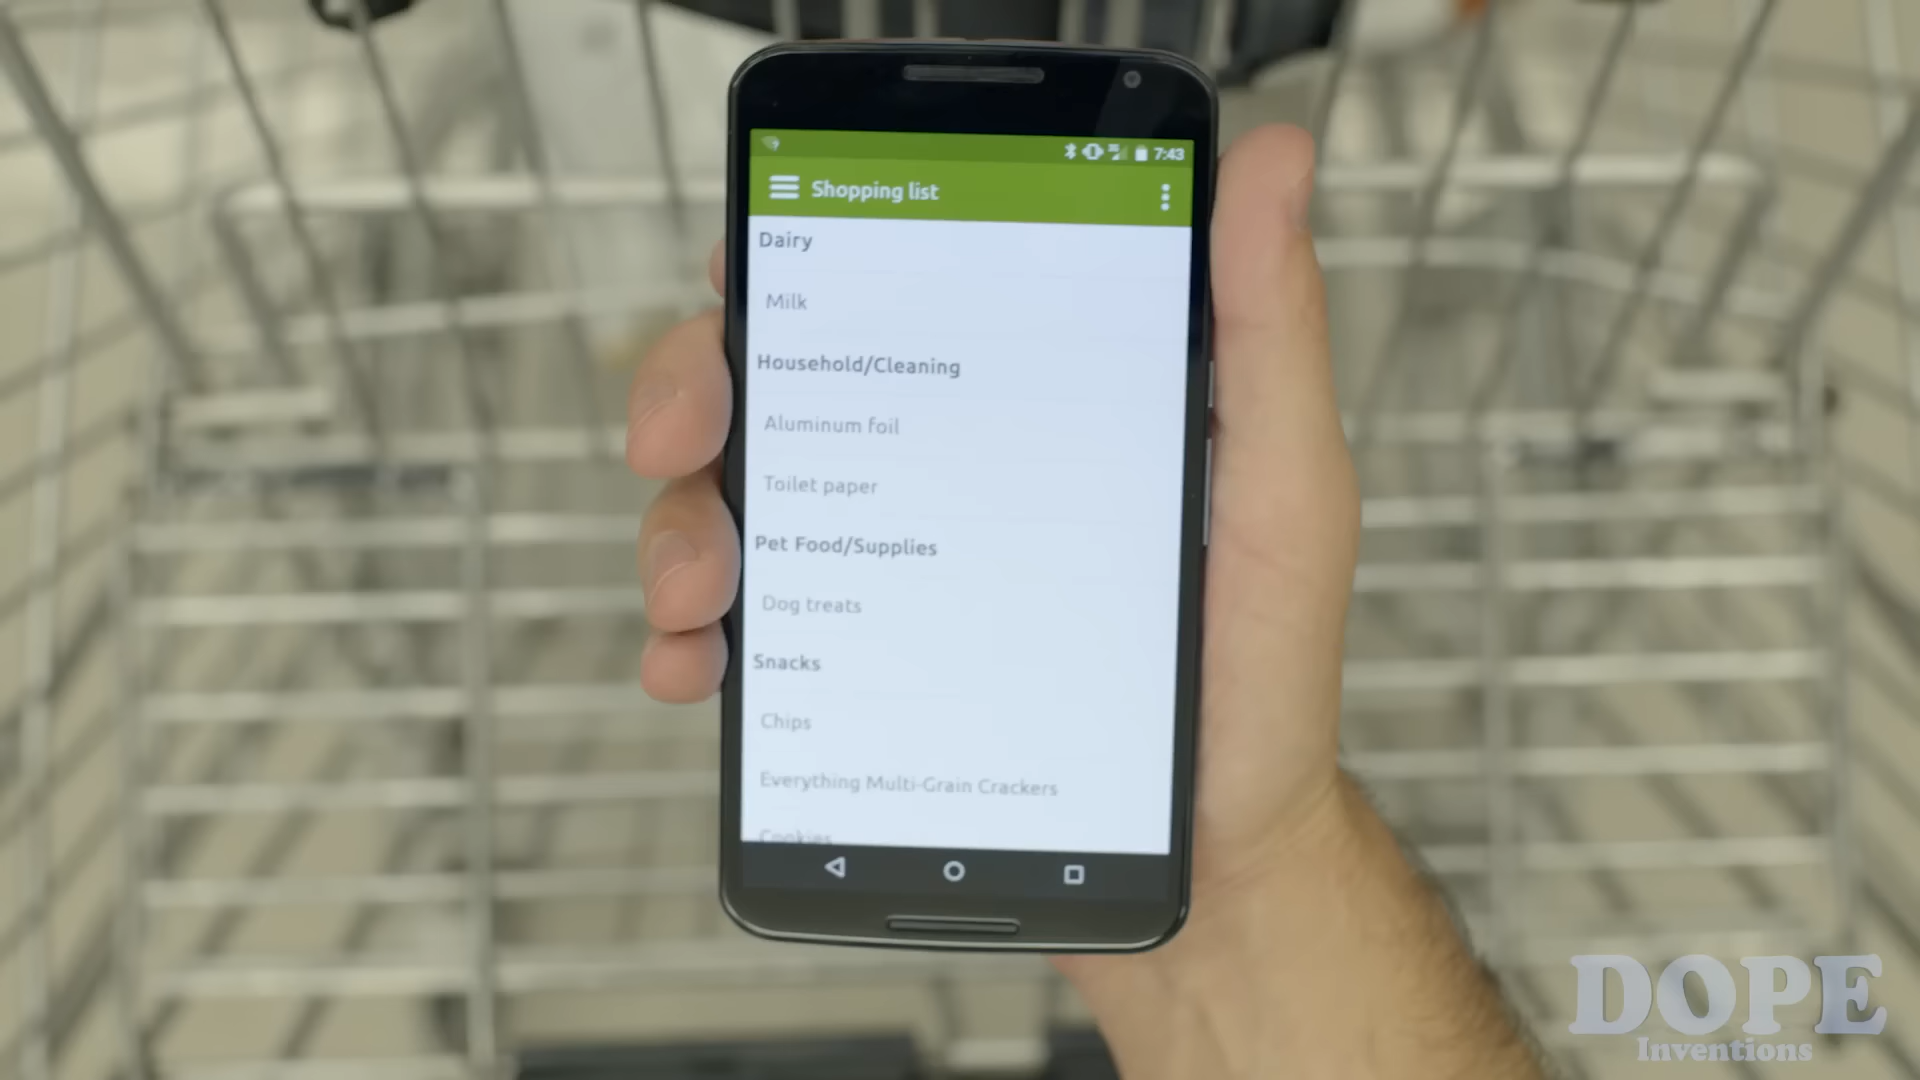 7:43
Shopping list
Dairy
Milk
Household/Cleaning
Aluminum foil
Toilet paper
Pet Food/Supplies
Dog treats
Snacks
Chips
Everything Multi-Grain Crackers
Cookies
DOPE
Inventions